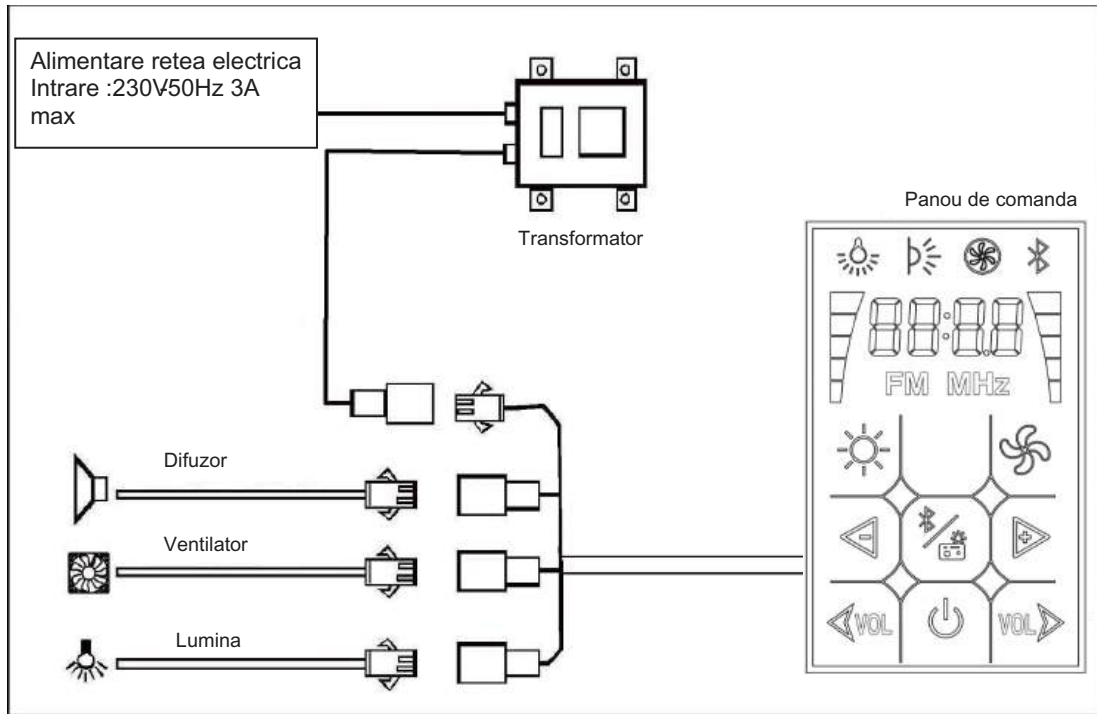 Alimentare retea electrica
Intrare :230V-50Hz 3A
max
Transformator
Panou de comanda
88:8.8
FM MHz
Difuzor
Ventilator
Lumina
- +
VOL VOL